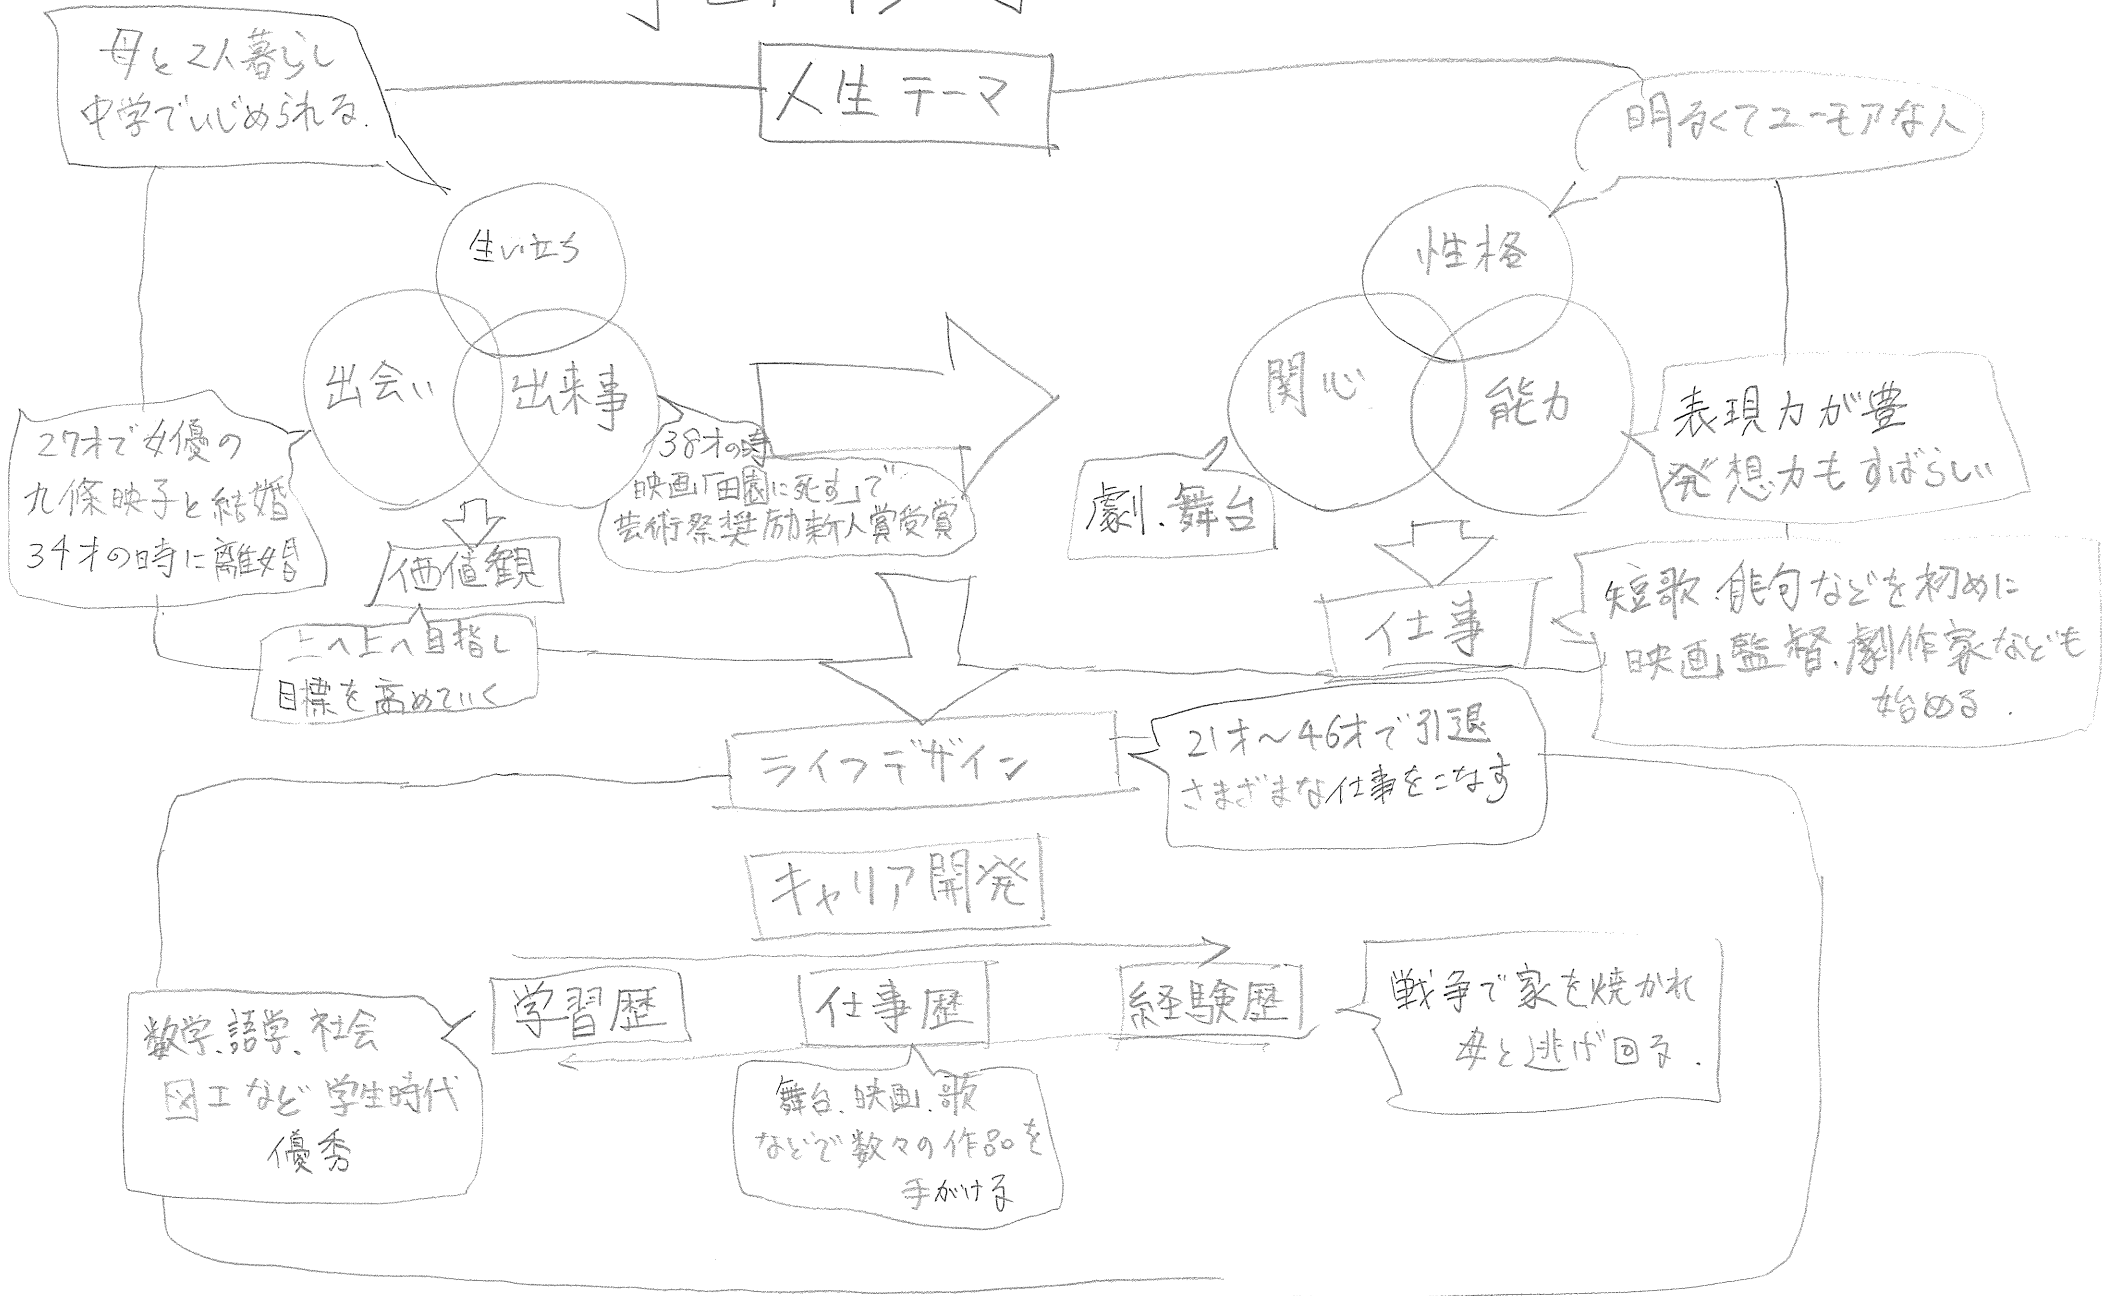 人生テーマ
母と2人暮らし
中学でいじめられる.
明るくてユーモアな人
生い立ち
出会い
出来事
性格
関心
能力
27才で女優の
九條映子と結婚
34才の時に離婚
38才の時
映画「田園に死す」で
芸術祭奨励新人賞受賞
価値観
上へ上へ目指し
目標を高めていく
劇、舞台
表現力が豊
発想力もすばらしい
仕事
短歌、俳句などを初めに
映画監督、劇作家なども
始める.
ライフデザイン
21才〜46才で引退
さまざまな仕事をこなす
キャリア開発
学習歴
仕事歴
経験歴
数学、語学、社会
図工など学生時代
優秀
舞台、映画、歌
などで数々の作品を
手がける
戦争で家を焼かれ
母と逃げ回る.